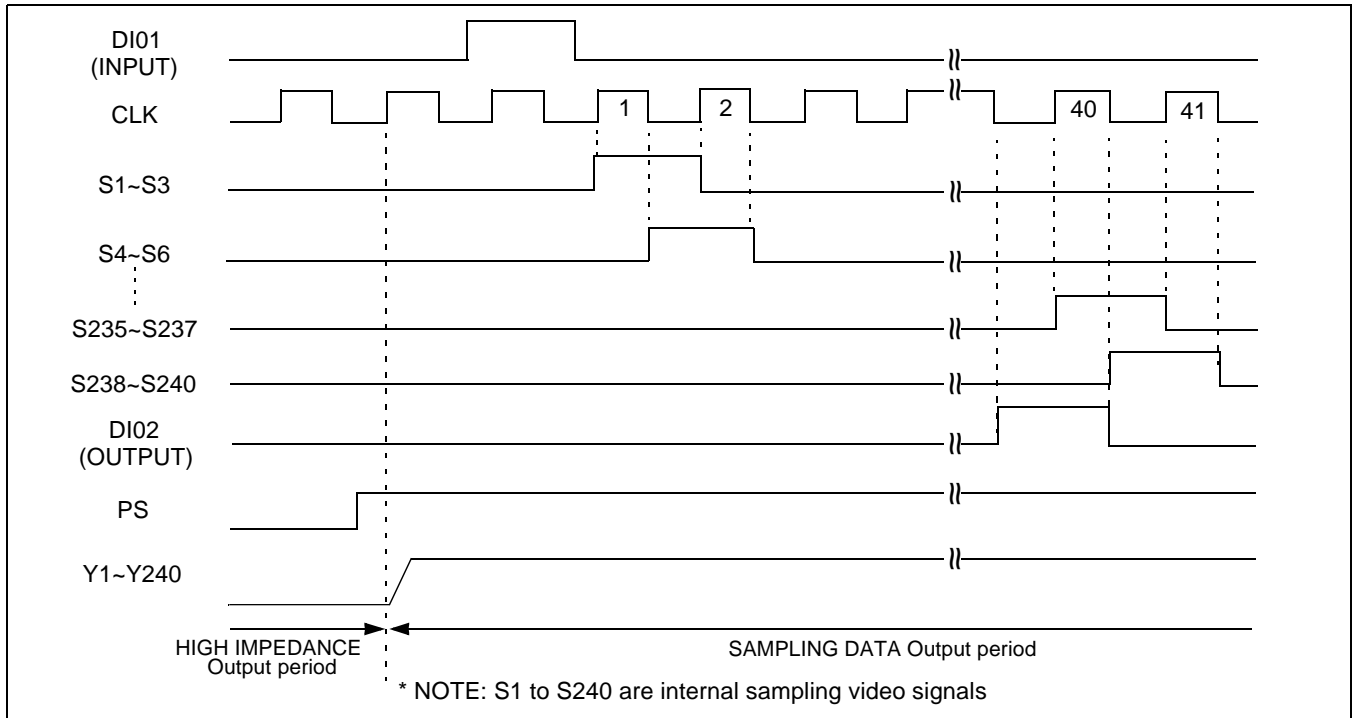 DI01
(INPUT)
CLK
1
2
40
41
S1~S3
S4~S6
S235~S237
S238~S240
DI02
(OUTPUT)
PS
Y1~Y240
HIGH IMPEDANCE
Output period
SAMPLING DATA Output period
* NOTE: S1 to S240 are internal sampling video signals